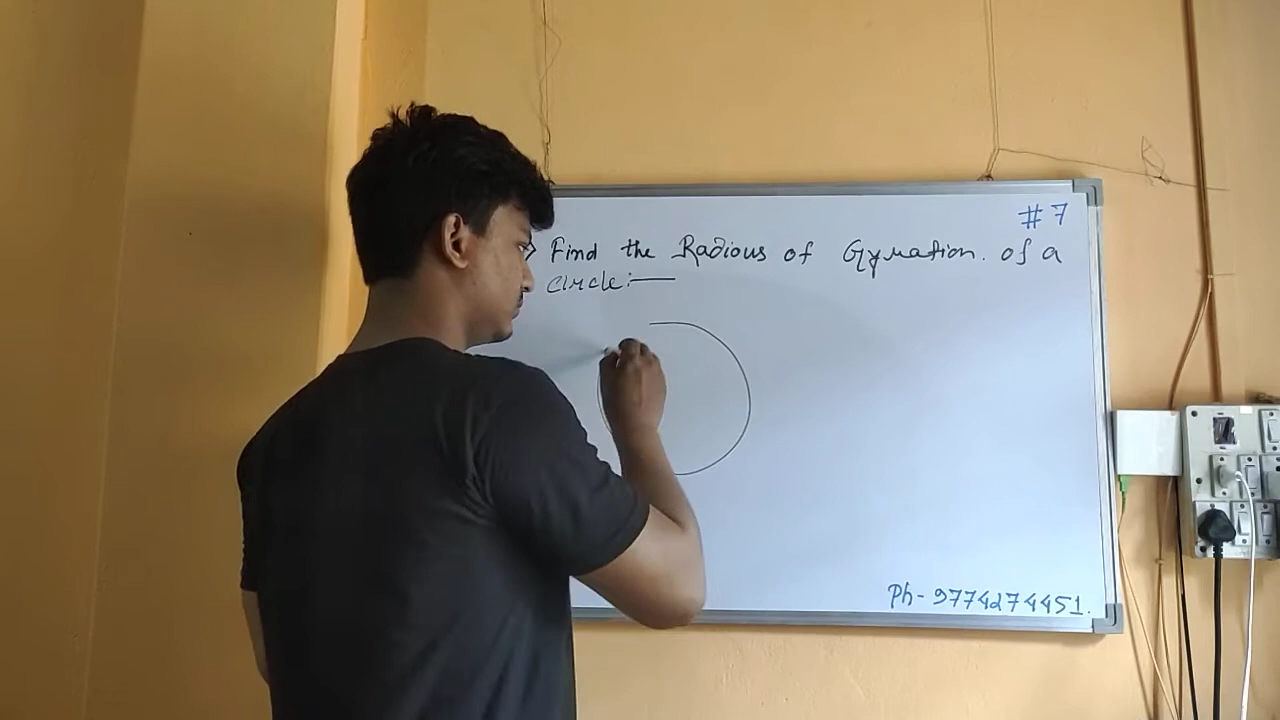 #7
Find the Radious of Gyration. of a
Circle:—
Ph- 9774274451.